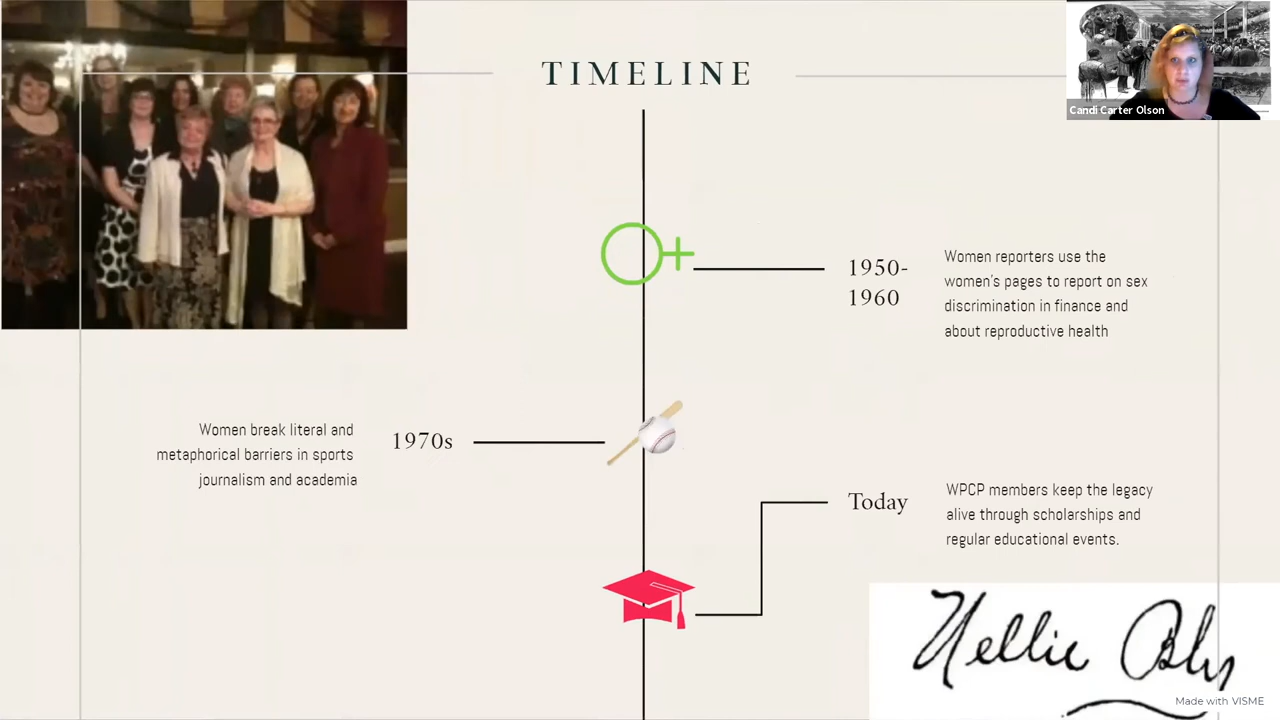 TIMELINE
Candi Carter Olson
1950-
1960
Women reporters use the
women's pages to report on sex
discrimination in finance and
about reproductive health
Women break literal and
metaphorical barriers in sports
journalism and academia
1970s
Today
WPCP members keep the legacy
alive through scholarships and
regular educational events.
Nellie Bly
Made with VISME